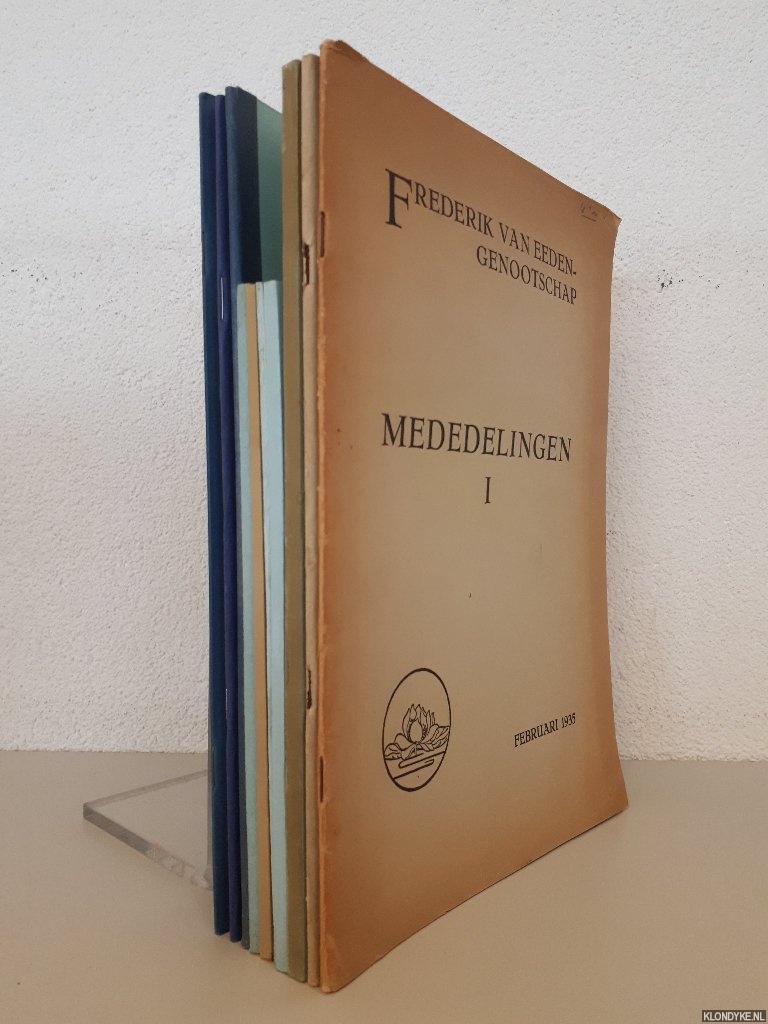 FREDERIK VAN EEDEN-
GENOOTSCHAP
MEDEDELINGEN
I
FEBRUARI 1935
KLONDYKE.NL